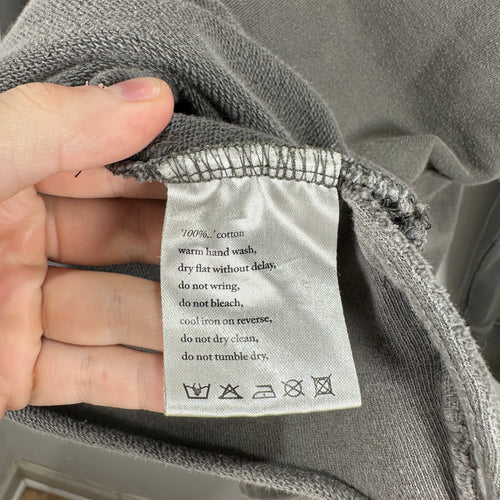 '100%..' cotton
warm hand wash,
dry flat without delay,
do not wring,
do not bleach,
cool iron on reverse,
do not dry clean,
do not tumble dry,